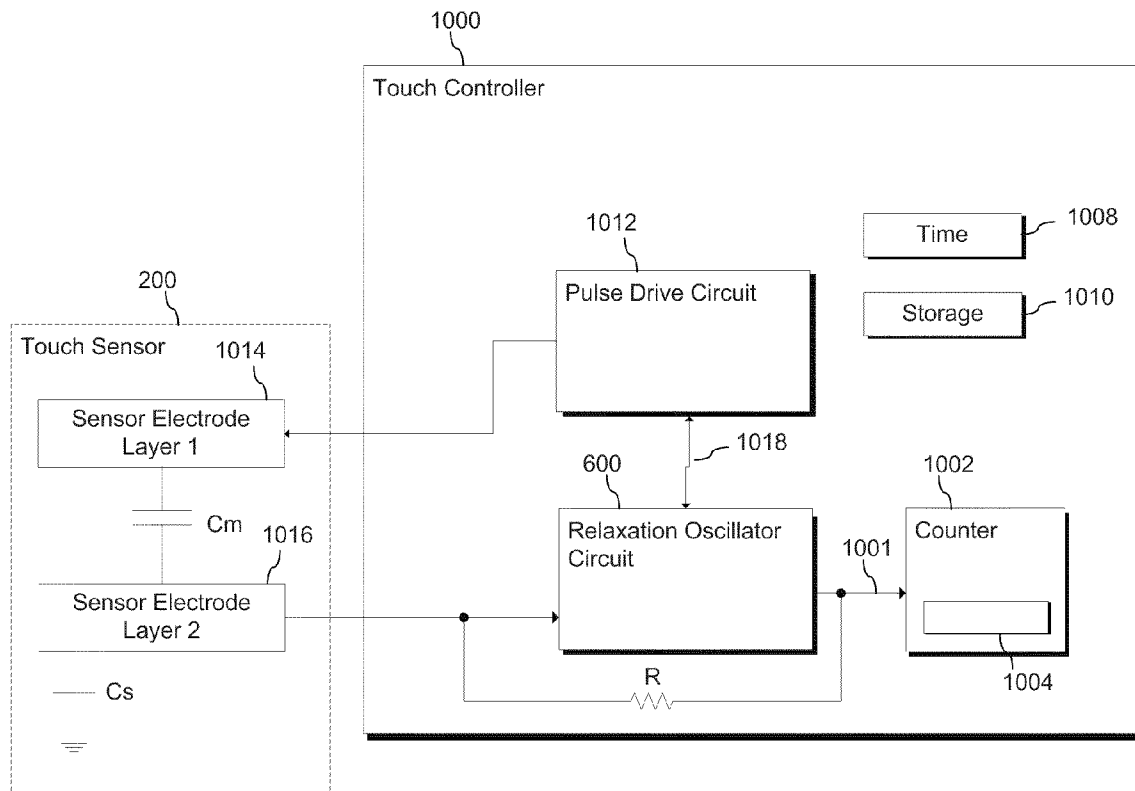 1000
Touch Controller
1012
Pulse Drive Circuit
Time
1008
Storage
1010
200
Touch Sensor
1014
Sensor Electrode
Layer 1
Cm
1016
Sensor Electrode
Layer 2
Cs
1018
600
Relaxation Oscillator
Circuit
1001
1002
Counter
1004
R